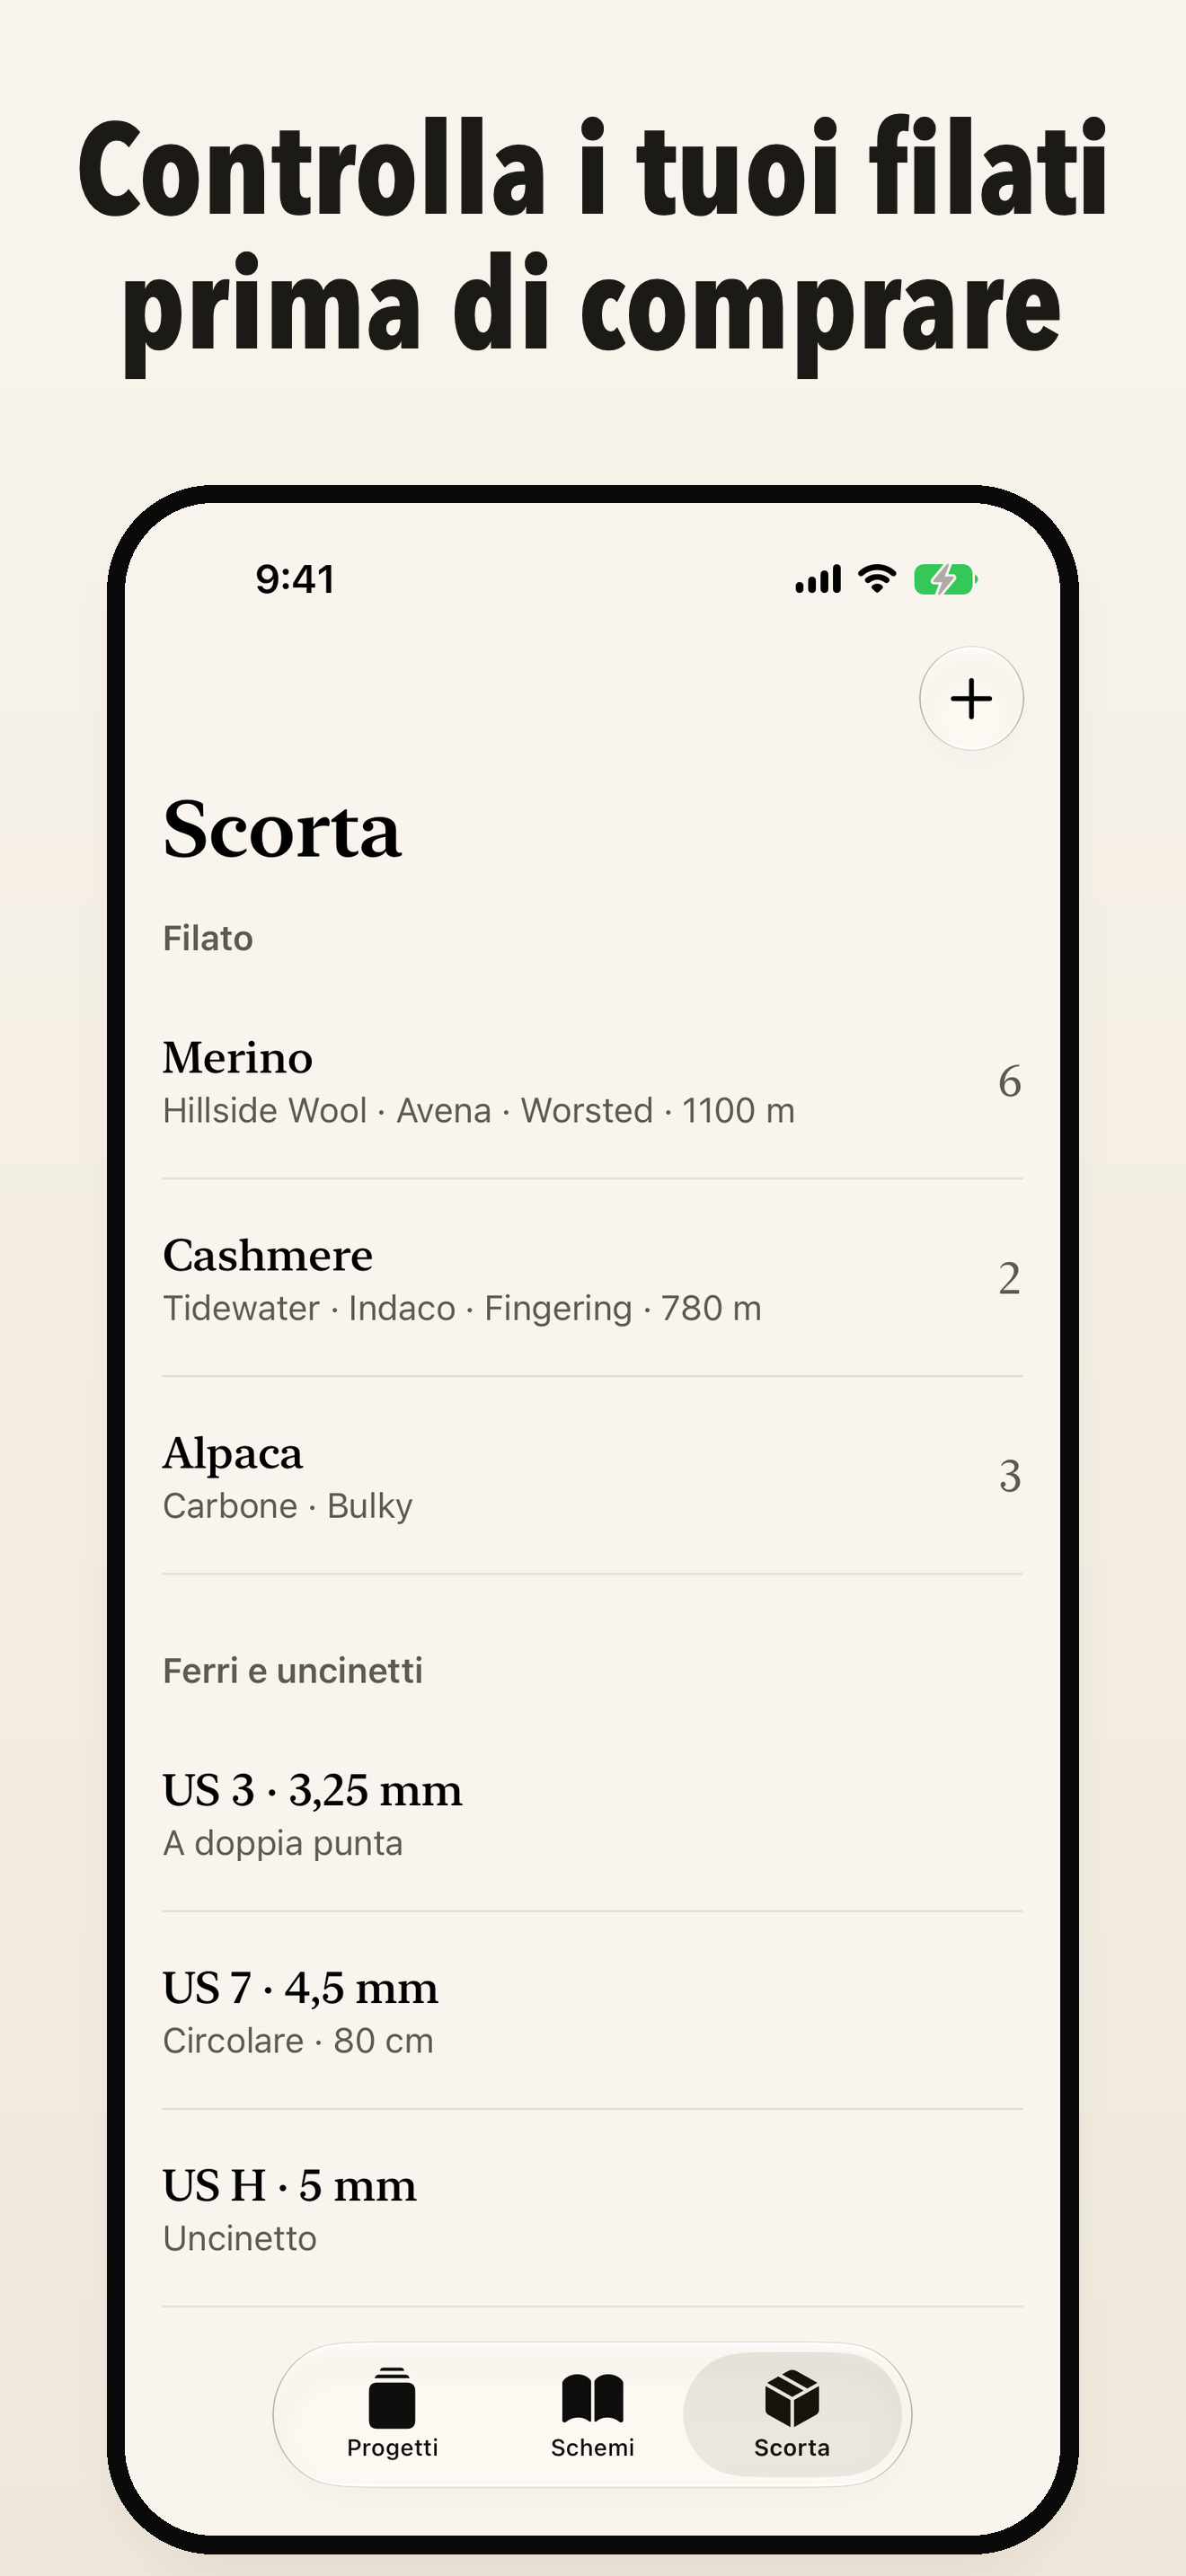 Controlla i tuoi filati
prima di comprare
9:41
Scorta
Filato
Merino
Hillside Wool · Avena · Worsted · 1100 m
6
Cashmere
Tidewater · Indaco · Fingering · 780 m
2
Alpaca
Carbone · Bulky
3
Ferri e uncinetti
US 3 · 3,25 mm
A doppia punta
US 7 · 4,5 mm
Circolare · 80 cm
US H · 5 mm
Uncinetto
Progetti
Schemi
Scorta